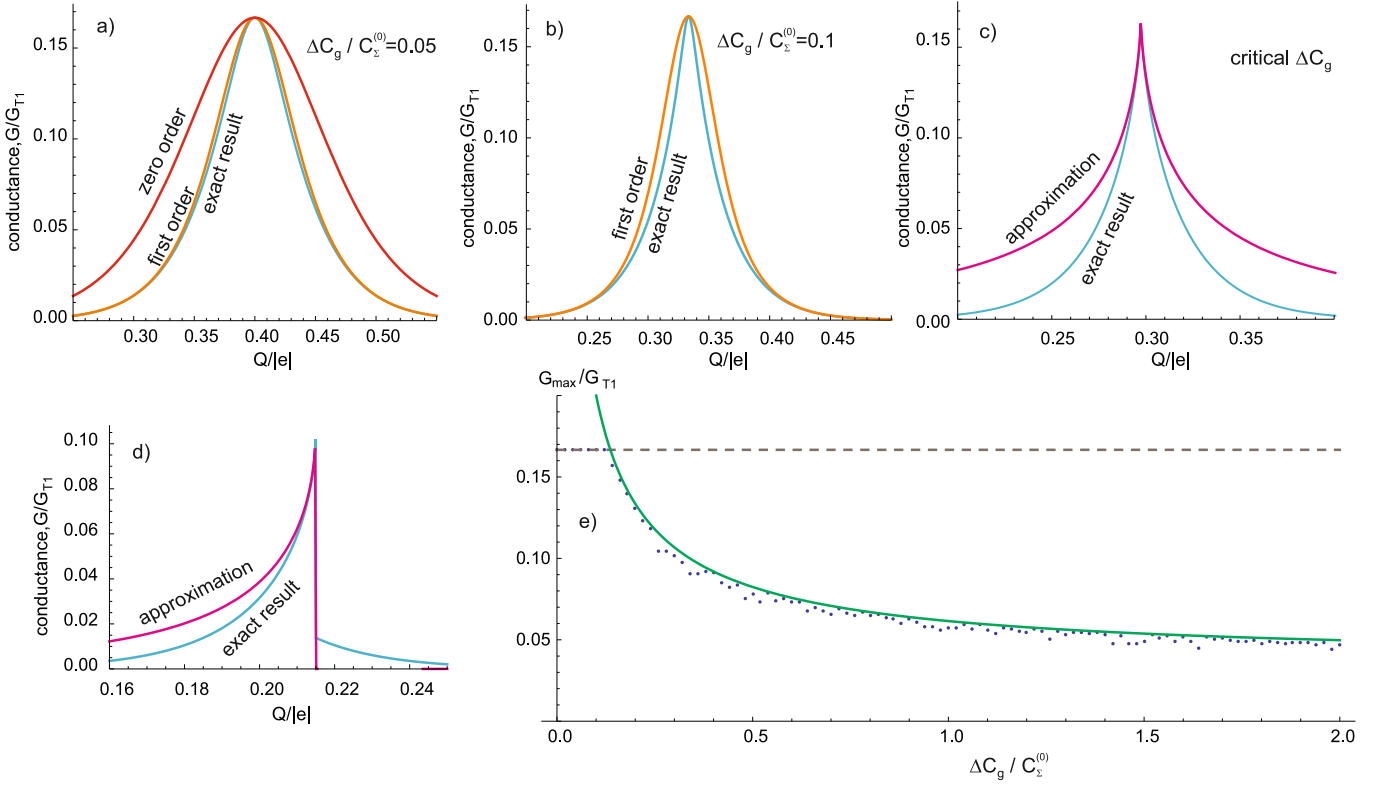 a)
ΔC_g / C_Σ^(0)=0.05
conductance,G/G_T1
0.15
0.10
0.05
0.00
zero order
first order
exact result
0.30 0.35 0.40 0.45 0.50
Q/|e|
b)
ΔC_g / C_Σ^(0)=0.1
conductance,G/G_T1
0.15
0.10
0.05
0.00
first order
exact result
0.25 0.30 0.35 0.40 0.45
Q/|e|
c)
critical ΔC_g
conductance,G/G_T1
0.15
0.10
0.05
0.00
approximation
exact result
0.25 0.30 0.35
Q/|e|
d)
conductance,G/G_T1
0.10
0.08
0.06
0.04
0.02
0.00
approximation
exact result
0.16 0.18 0.20 0.22 0.24
Q/|e|
G_max/G_T1
0.15
0.10
0.05
e)
0.0 0.5 1.0 1.5 2.0
ΔC_g / C_Σ^(0)